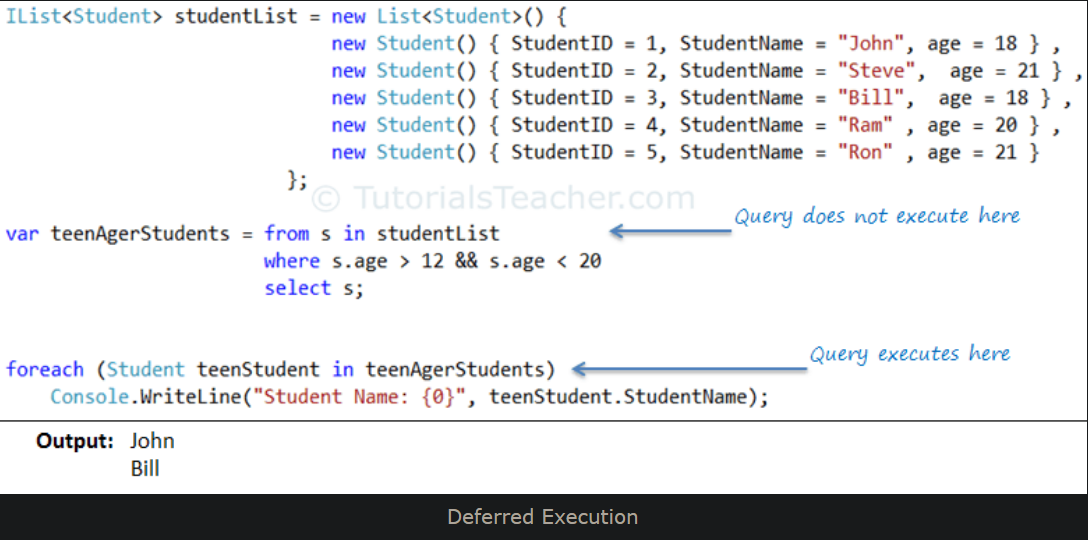 IList<Student> studentList = new List<Student>() {
new Student() { StudentID = 1, StudentName = "John", age = 18 } ,
new Student() { StudentID = 2, StudentName = "Steve",  age = 21 } ,
new Student() { StudentID = 3, StudentName = "Bill",  age = 18 } ,
new Student() { StudentID = 4, StudentName = "Ram" , age = 20 } ,
new Student() { StudentID = 5, StudentName = "Ron" , age = 21 }
};
© TutorialsTeacher.com
Query does not execute here
var teenAgerStudents = from s in studentList
where s.age > 12 && s.age < 20
select s;
Query executes here
foreach (Student teenStudent in teenAgerStudents)
Console.WriteLine("Student Name: {0}", teenStudent.StudentName);
Output: John
Bill
Deferred Execution